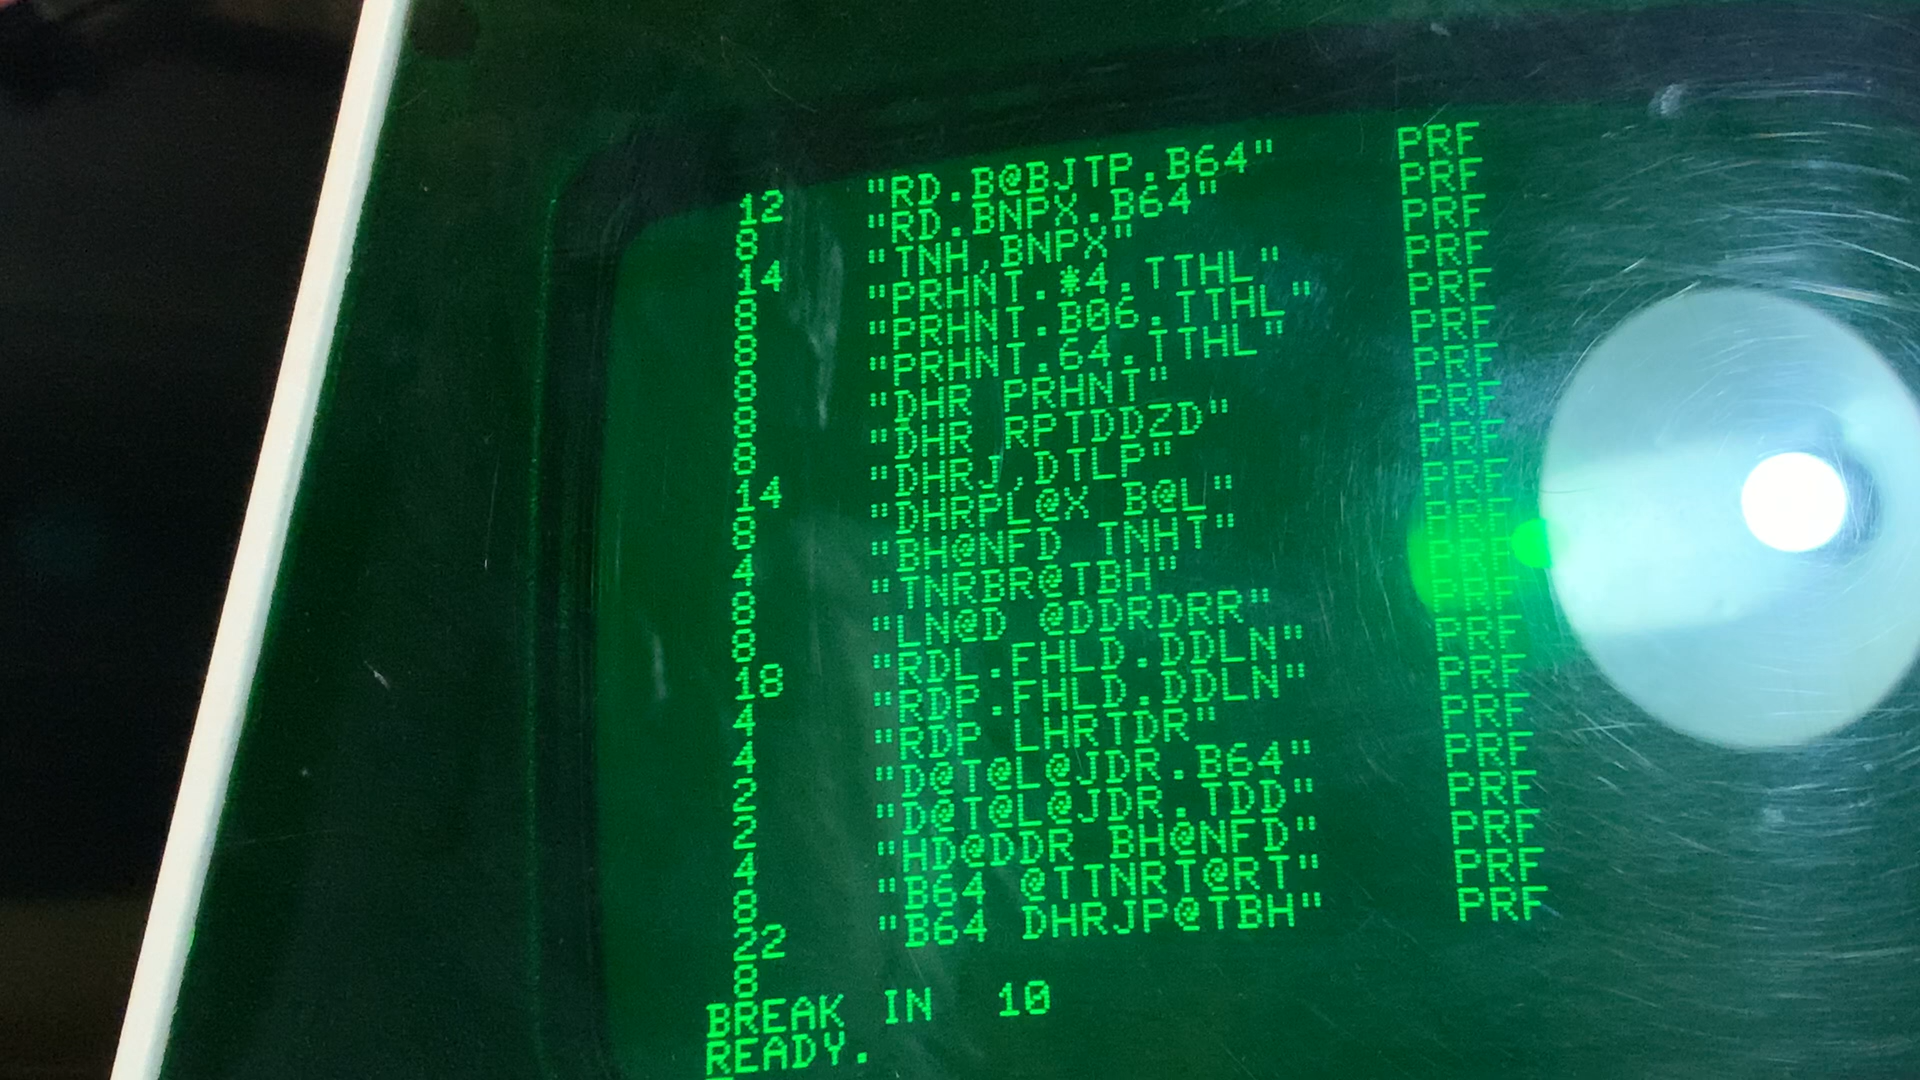 12 "RD.B@BJTP.B64" PRF
8 "RD.BNPX.B64" PRF
14 "TNH,BNPX" PRF
8 "PRHNT.*4.TTHL" PRF
8 "PRHNT.B06.TTHL" PRF
8 "PRHNT.64.TTHL" PRF
8 "DHR PRHNT" PRF
8 "DHR RPTDDZD" PRF
14 "DHRJ,DTLP" PRF
8 "DHRPL@X B@L" PRF
4 "BH@NFD TNHT" PRF
8 "TNRBR@TBH" PRF
8 "LN@D @DDRDRR" PRF
18 "RDL.FHLD.DDLN" PRF
4 "RDP.FHLD.DDLN" PRF
4 "RDP LHRTDR" PRF
2 "D@T@L@JDR.B64" PRF
2 "D@T@L@JDR.TDD" PRF
4 "HD@DDR BH@NFD" PRF
8 "B64 @TTNRT@RT" PRF
22 "B64 DHRJP@TBH" PRF
8
BREAK IN 10
READY.